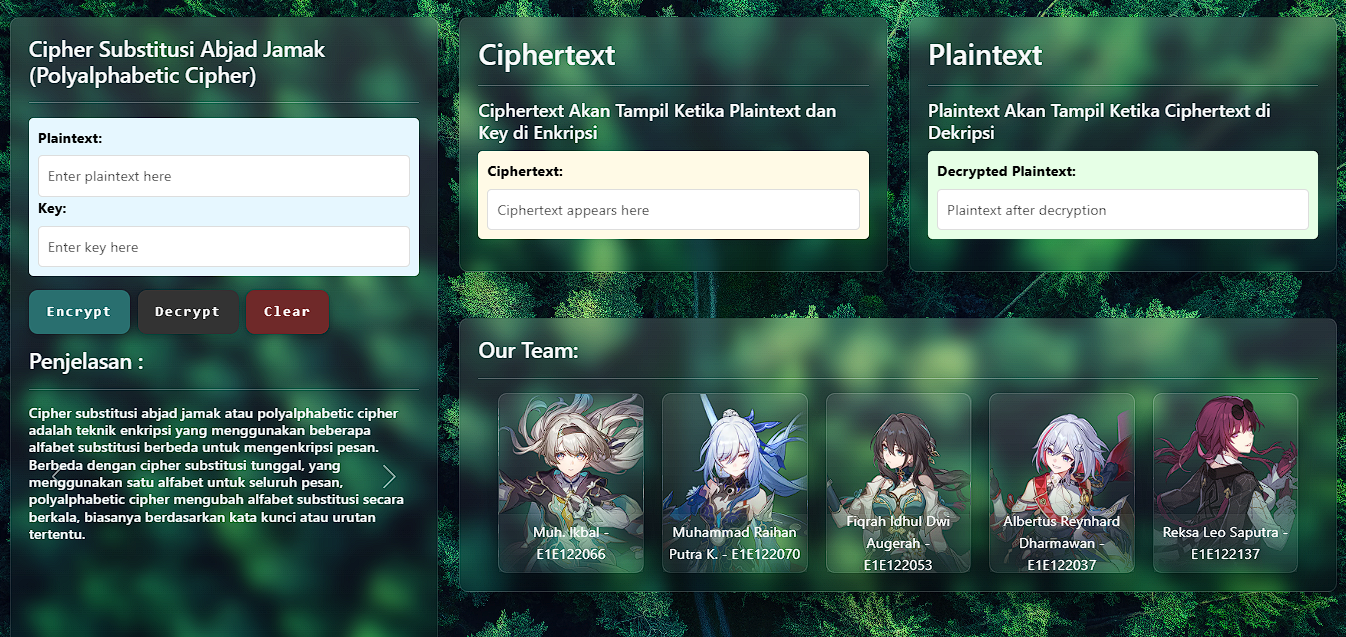 Cipher Substitusi Abjad Jamak
(Polyalphabetic Cipher)
Plaintext:
Enter plaintext here
Key:
Enter key here
Encrypt Decrypt Clear
Penjelasan :
Cipher substitusi abjad jamak atau polyalphabetic cipher
adalah teknik enkripsi yang menggunakan beberapa
alfabet substitusi berbeda untuk mengenkripsi pesan.
Berbeda dengan cipher substitusi tunggal, yang
menggunakan satu alfabet untuk seluruh pesan,
polyalphabetic cipher mengubah alfabet substitusi secara
berkala, biasanya berdasarkan kata kunci atau urutan
tertentu.
Ciphertext
Ciphertext Akan Tampil Ketika Plaintext dan
Key di Enkripsi
Ciphertext:
Ciphertext appears here
Plaintext
Plaintext Akan Tampil Ketika Ciphertext di
Dekripsi
Decrypted Plaintext:
Plaintext after decryption
Our Team:
Muh. Ikbal -
E1E122066
Muhammad Raihan
Putra K. - E1E122070
Fiqrah Idhul Dwi
Augerah -
E1E122053
Albertus Reynhard
Dharmawan -
E1E122037
Reksa Leo Saputra -
E1E122137